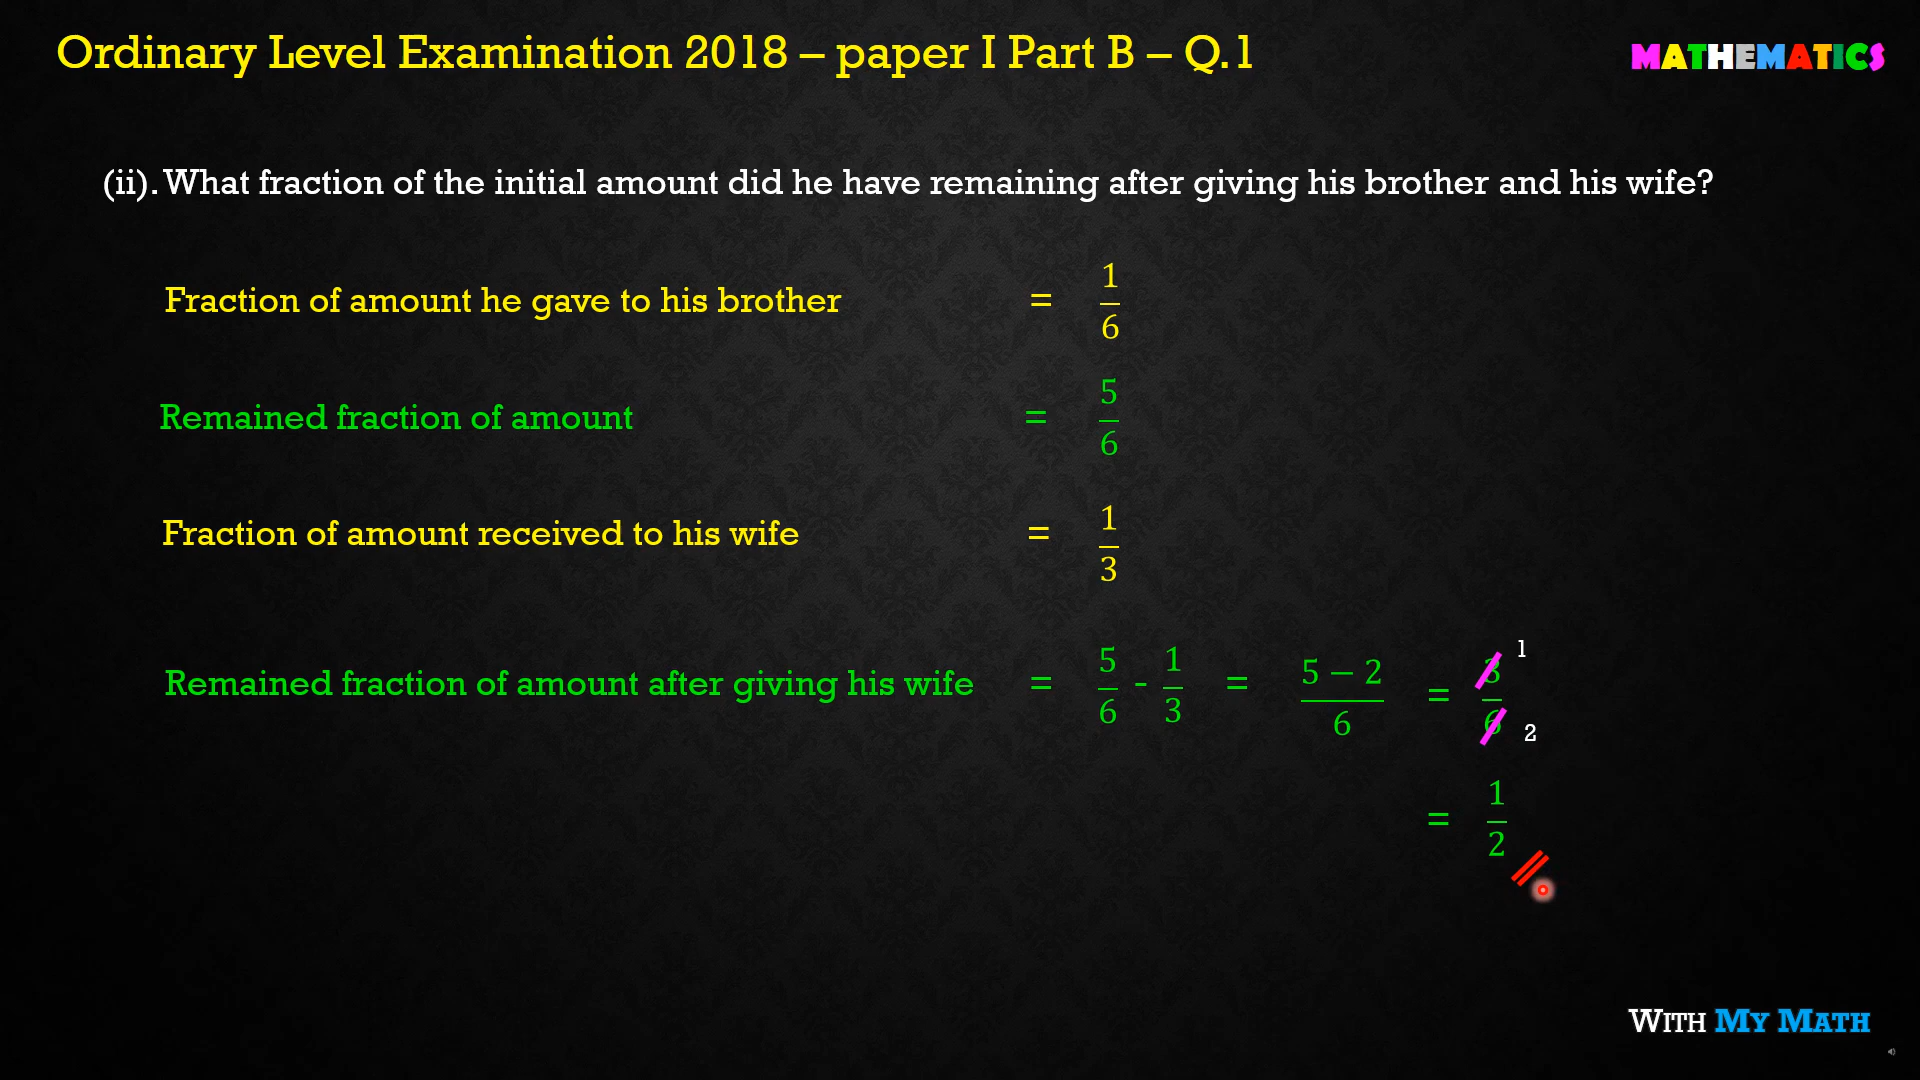 Ordinary Level Examination 2018 – paper I Part B – Q.1
MATHEMATICS
(ii). What fraction of the initial amount did he have remaining after giving his brother and his wife?
Fraction of amount he gave to his brother = 1/6
Remained fraction of amount = 5/6
Fraction of amount received to his wife = 1/3
Remained fraction of amount after giving his wife = 5/6 - 1/3 = (5 − 2)/6 = 3/6 1 2
= 1/2
WITH MY MATH